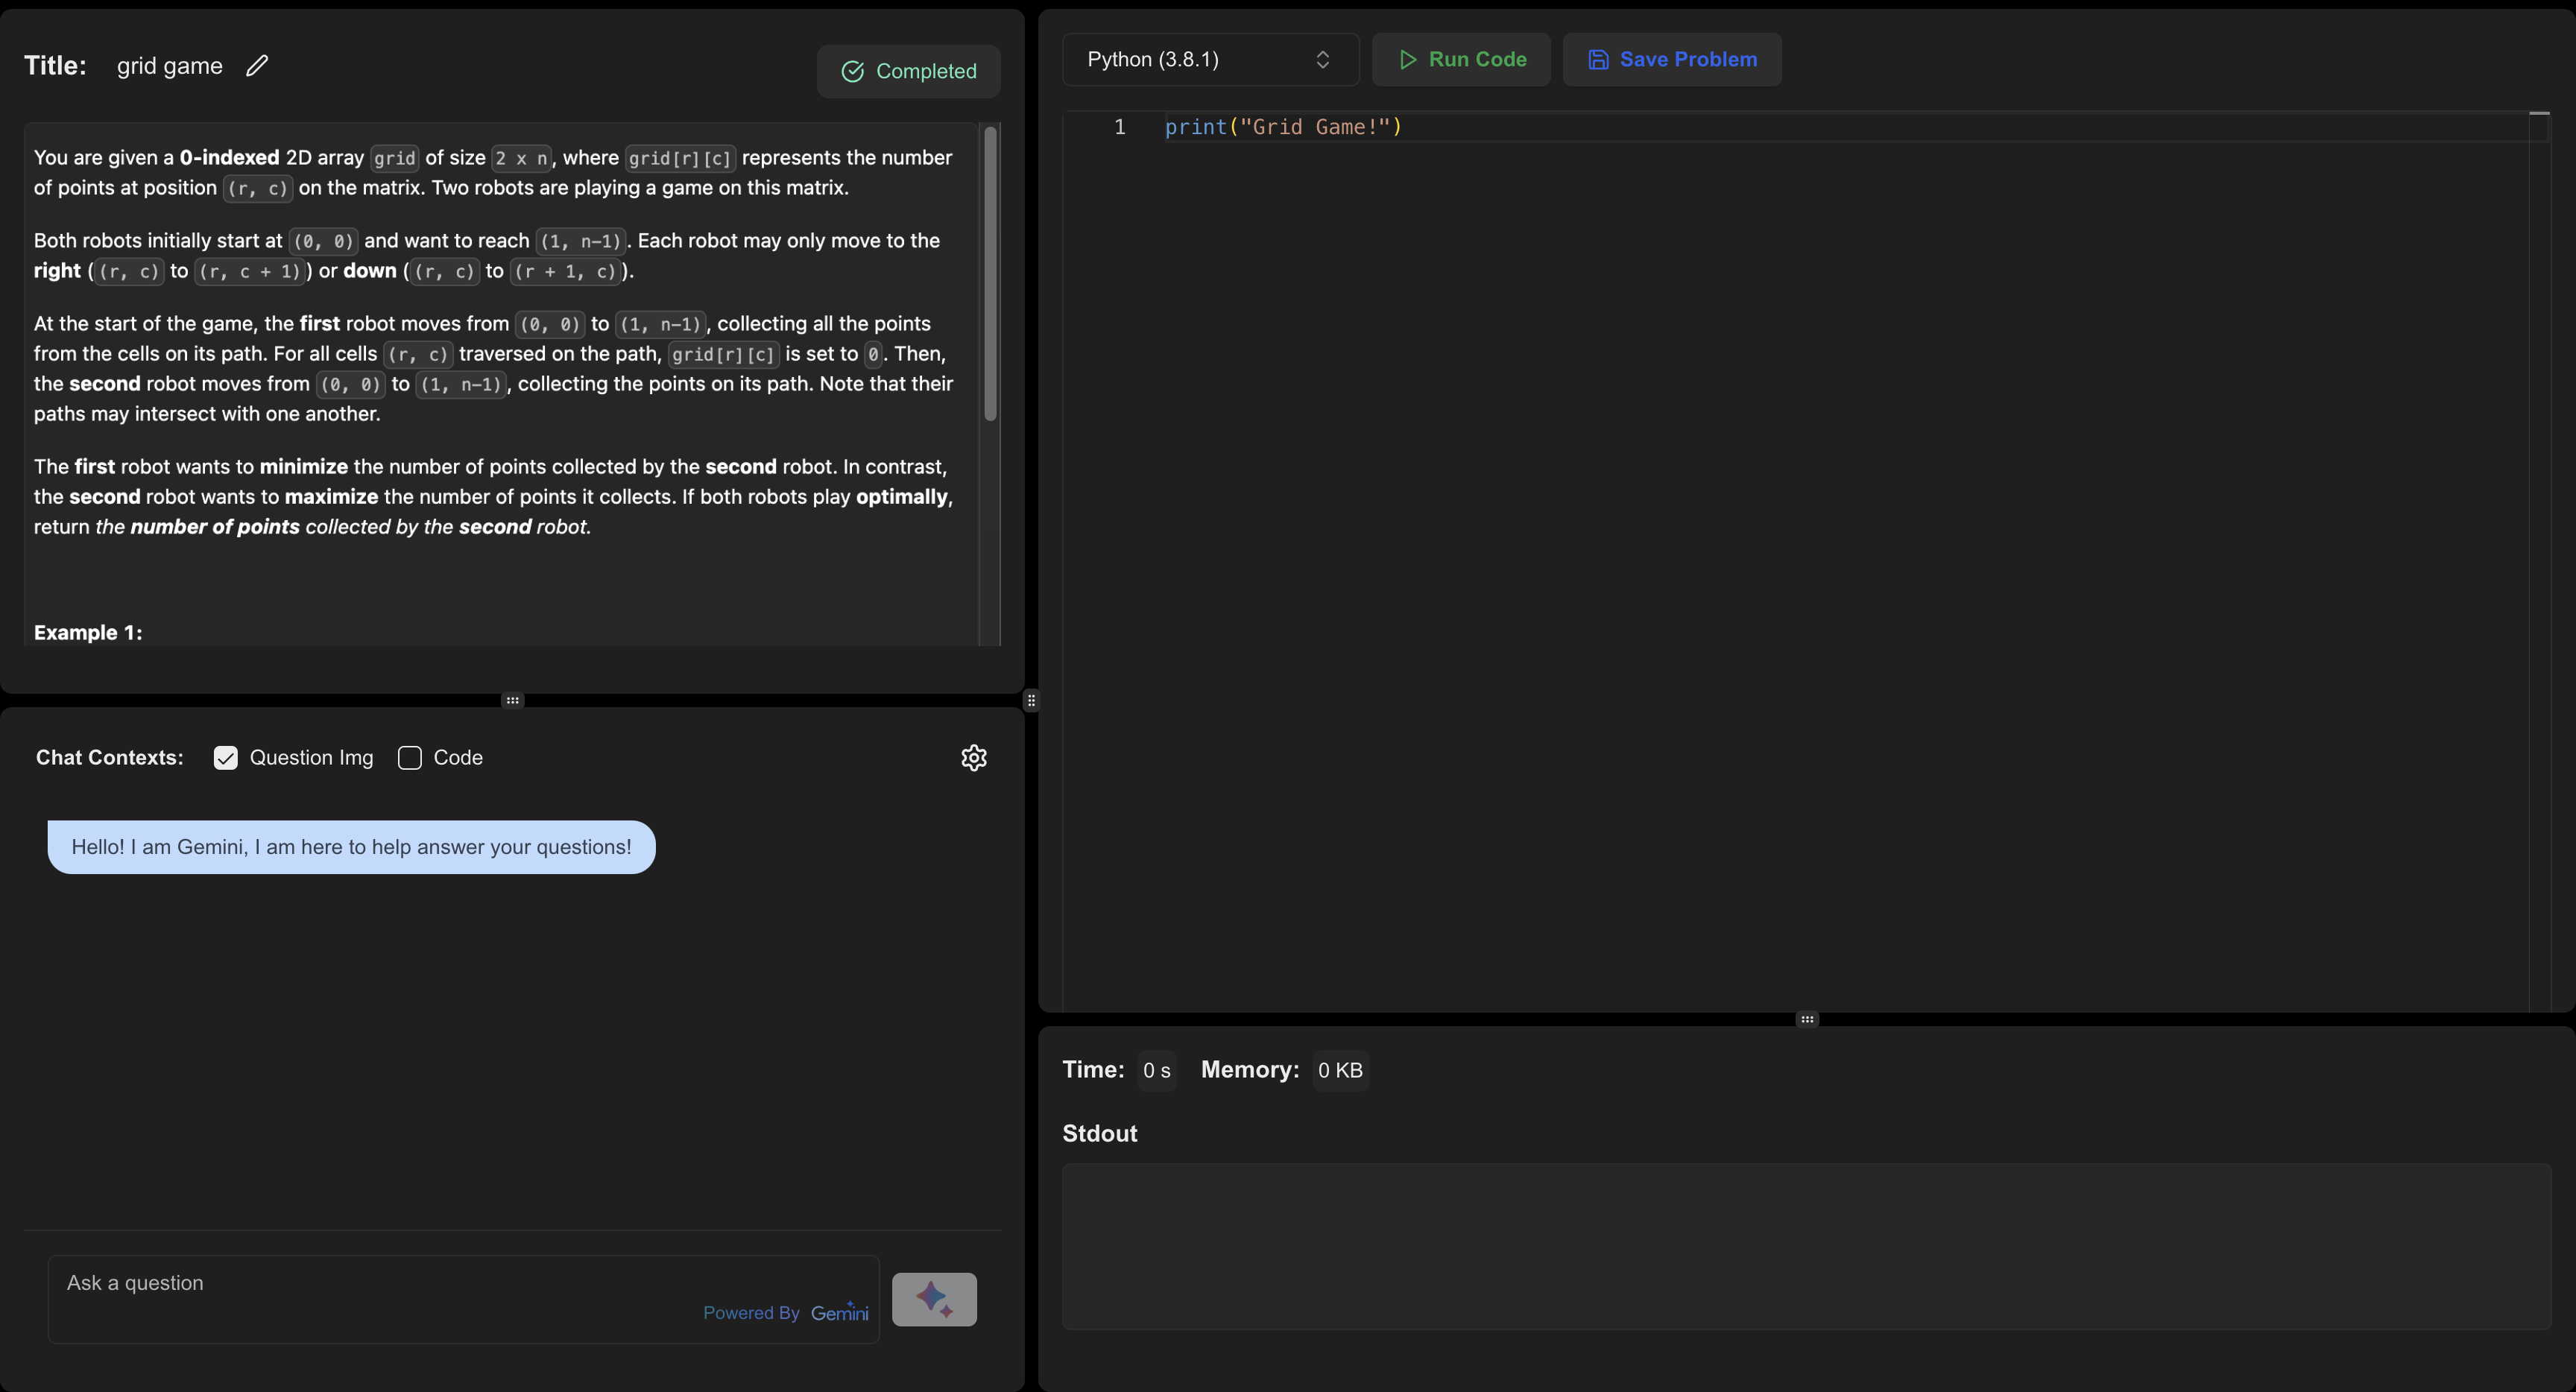 Title: grid game
Completed
You are given a 0-indexed 2D array grid of size 2 x n, where grid[r][c] represents the number
of points at position (r, c) on the matrix. Two robots are playing a game on this matrix.
Both robots initially start at (0, 0) and want to reach (1, n-1). Each robot may only move to the
right ((r, c) to (r, c + 1)) or down ((r, c) to (r + 1, c)).
At the start of the game, the first robot moves from (0, 0) to (1, n-1), collecting all the points
from the cells on its path. For all cells (r, c) traversed on the path, grid[r][c] is set to 0. Then,
the second robot moves from (0, 0) to (1, n-1), collecting the points on its path. Note that their
paths may intersect with one another.
The first robot wants to minimize the number of points collected by the second robot. In contrast,
the second robot wants to maximize the number of points it collects. If both robots play optimally,
return the number of points collected by the second robot.
Example 1:
Chat Contexts: Question Img Code
Hello! I am Gemini, I am here to help answer your questions!
Ask a question
Powered By Gemini
Python (3.8.1) Run Code Save Problem
1 print("Grid Game!")
Time: 0 s Memory: 0 KB
Stdout